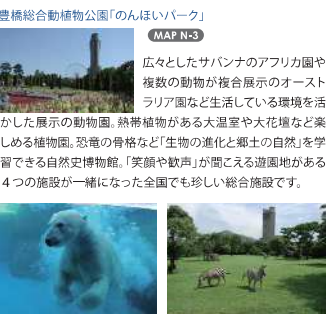 豊橋総合動植物公園「のんほいパーク」
MAP N-3
広々としたサバンナのアフリカ園や
複数の動物が複合展示のオースト
ラリア園など生活している環境を活
かした展示の動物園。熱帯植物がある大温室や大花壇など楽
しめる植物園。恐竜の骨格など「生物の進化と郷土の自然」を学
習できる自然史博物館。「笑顔や歓声」が聞こえる遊園地がある
４つの施設が一緒になった全国でも珍しい総合施設です。